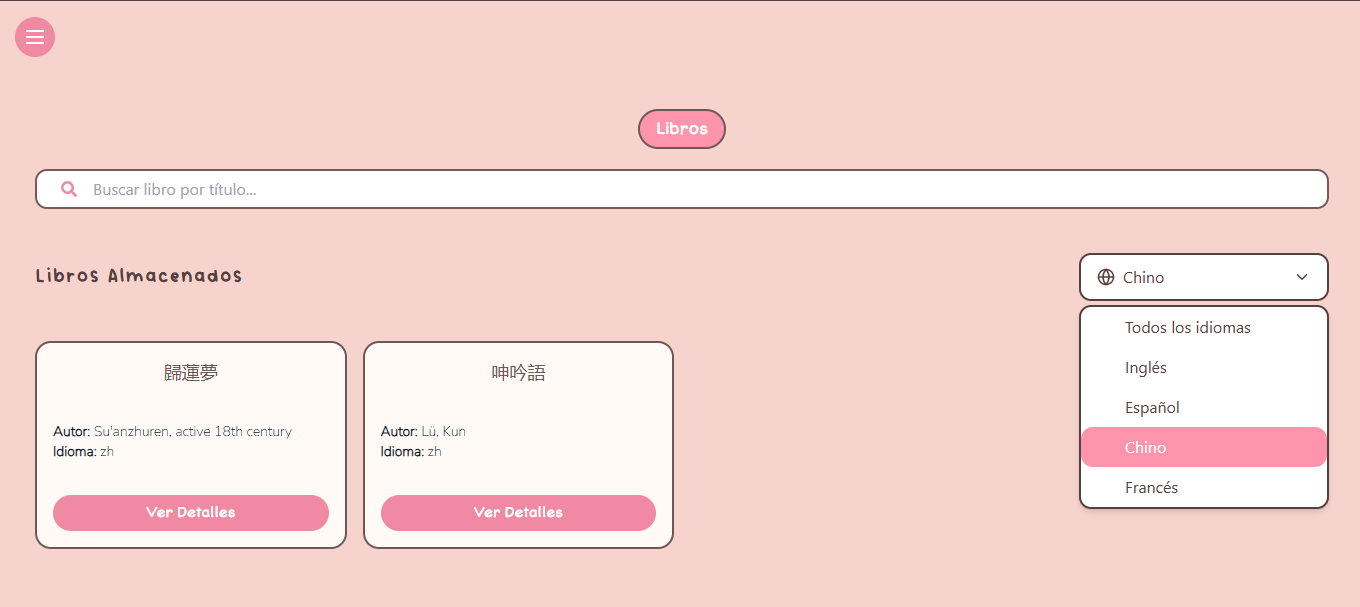 Libros
Buscar libro por título...
Libros Almacenados
Chino
Todos los idiomas
Inglés
Español
Chino
Francés
歸蓮夢
Autor: Su'anzhuren, active 18th century
Idioma: zh
Ver Detalles
呻吟語
Autor: Lü, Kun
Idioma: zh
Ver Detalles